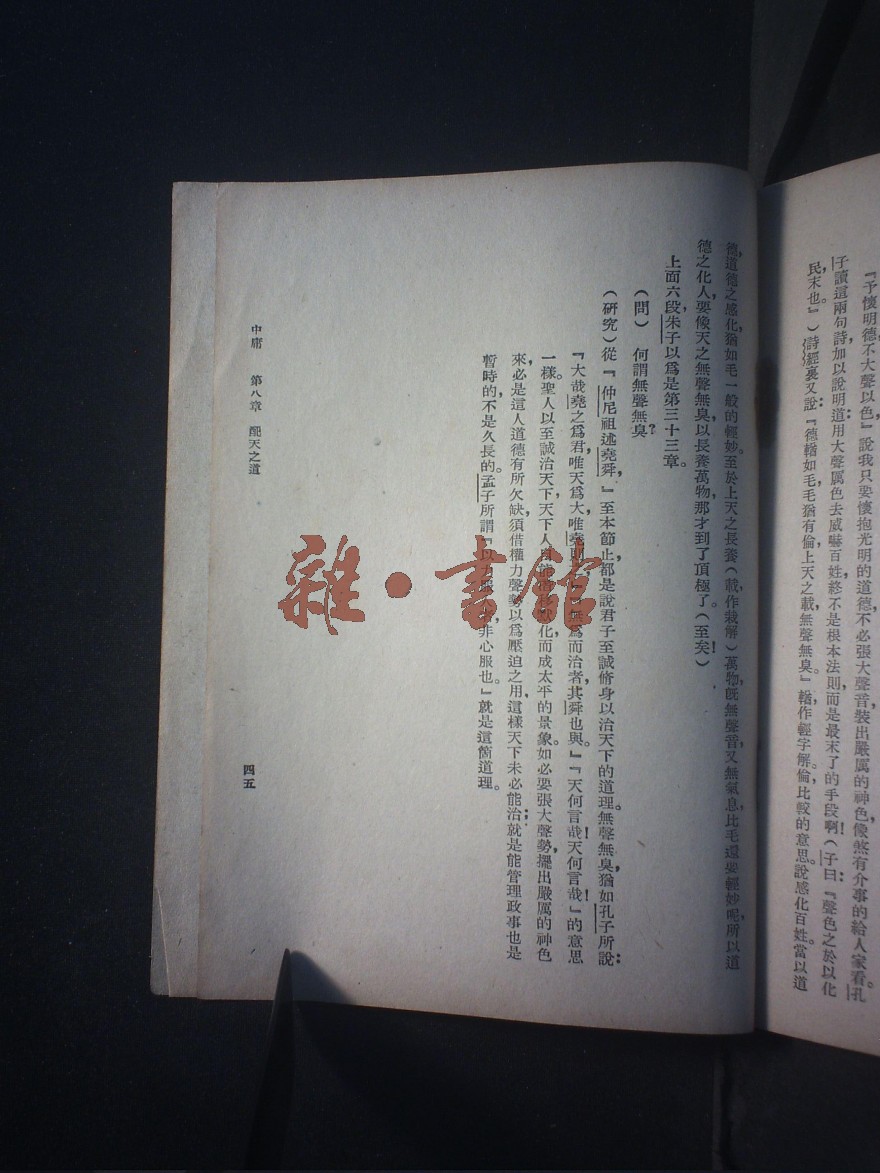 『予懷明德，不大聲以色』說我只要懷抱光明的道德，不必張大聲音，裝出嚴厲的神色，像煞有介事的給人家看。孔
子讀這兩句詩，加以說明道：用大聲厲色去威嚇百姓，終不是根本法則，而是最末了的手段啊！（子曰：『聲色之於以化
民，末也。』）詩經裏又說：『德輶如毛，毛猶有倫，上天之載，無聲無臭。』輶作輕字解，倫，比較的意思。說感化百姓，當以道
德，道德之感化，猶如毛一般的輕妙。至於上天之長養（載作栽解）萬物，旣無聲音，又無氣息，比毛還要輕妙呢！所以道
德之化人，要像天之無聲無臭以長養萬物，那才到了頂極了。（至矣！）
上面六段，朱子以爲是第三十三章。
（問）　何謂無聲無臭？
（硏究）從『仲尼祖述堯舜，』至本節止，都是說君子至誠脩身以治天下的道理。無聲無臭，猶如孔子所說：
『大哉堯之爲君，唯天爲大，唯堯則無爲而治者，其舜也與。』『天何言哉！天何言哉！』的意思
一樣。聖人以至誠治天下，天下人化而成太平的景象。如必要張大聲勢，擺出嚴厲的神色
來，必是這人道德有所欠缺，須借權力聲勢以爲壓迫之用，這樣，天下未必能治；就是能管理政事，也是
暫時的，不是久長的。孟子所謂『以力服非心服也。』就是這箇道理。
中庸　第八章　配天之道
四五
雜・書館